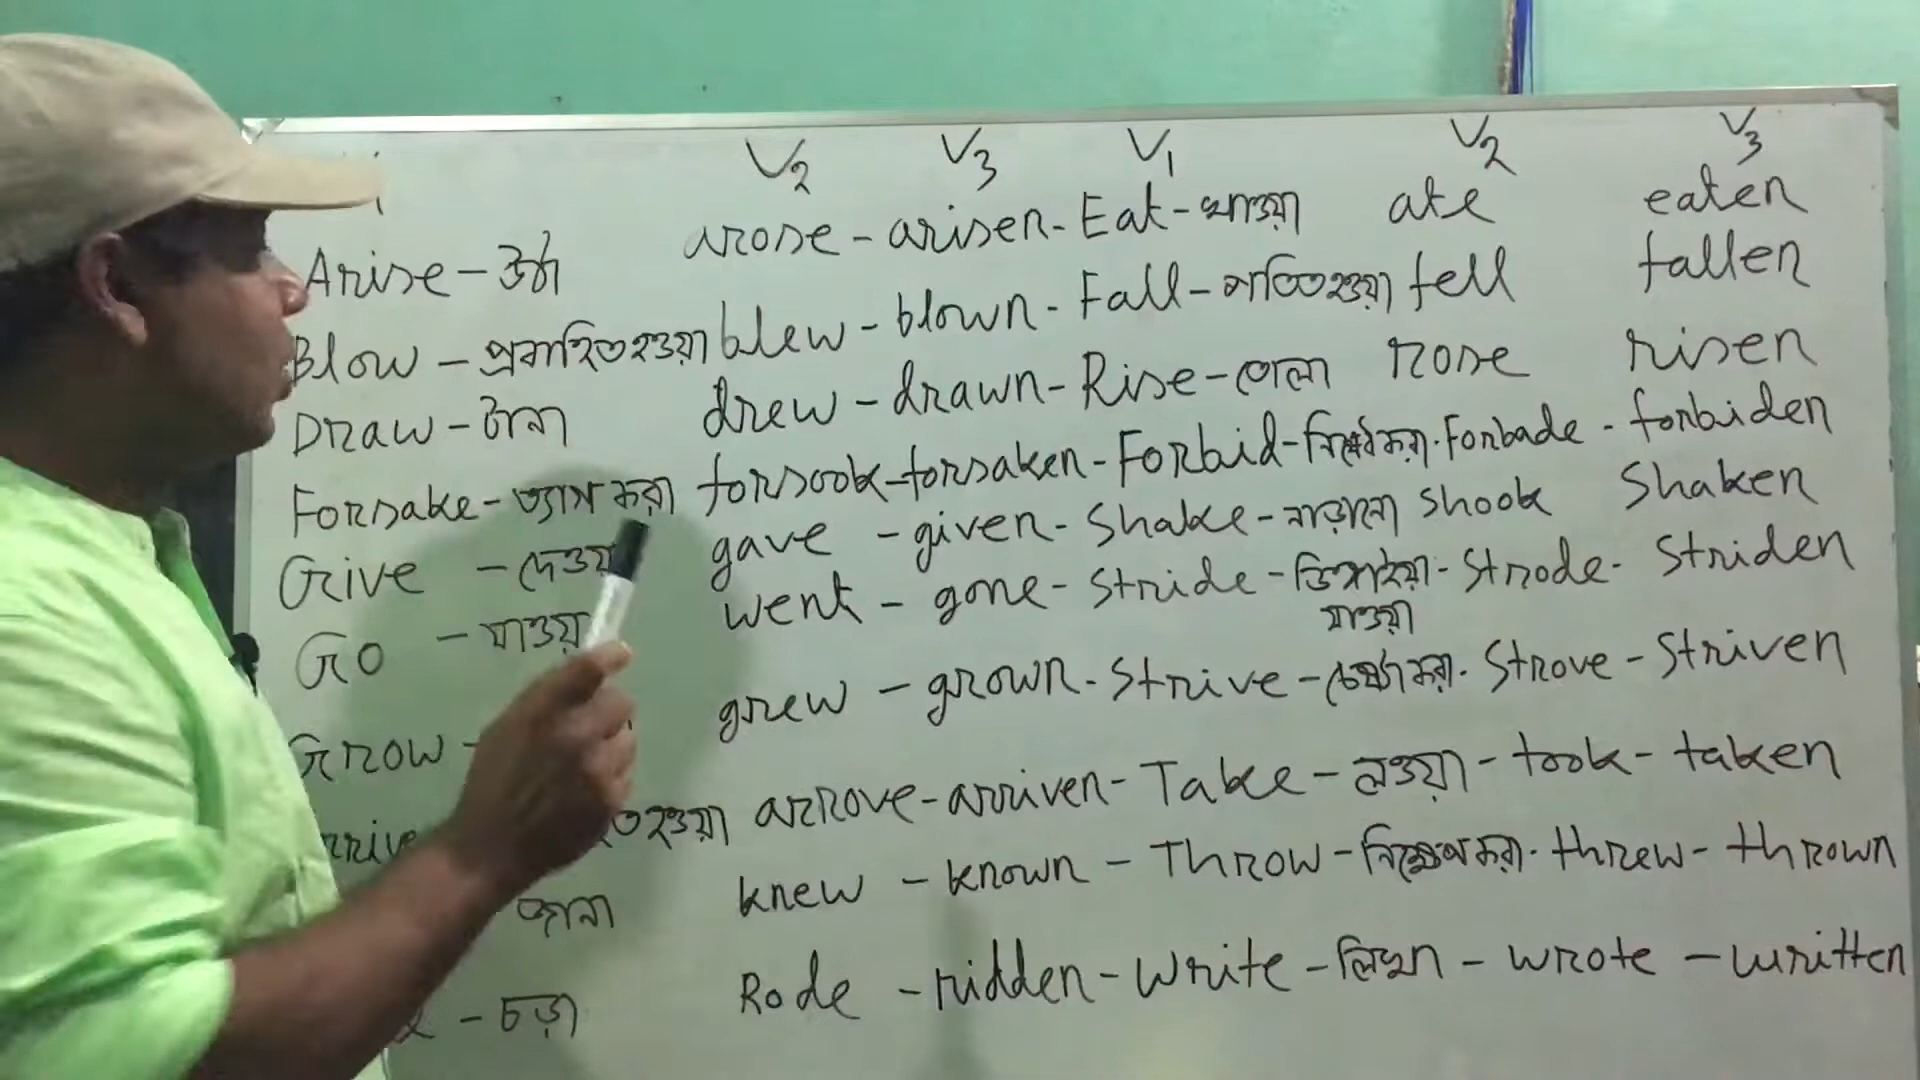 V2 V3 V1 V2 V3
Arise - উঠা arose - arisen - Eat - খাওয়া ate eaten
Blow - প্রবাহিত হওয়া blew - blown - Fall - পতিত হওয়া fell fallen
Draw - টানা drew - drawn - Rise - তোলা rose risen
Forsake - ত্যাগ করা forsook - forsaken - Forbid - নিষেধ করা - Forbade - forbiden
Give - দেওয়া gave - given - Shake - নাড়ানো shook Shaken
Go - যাওয়া went - gone - Stride - ডিঙ্গাইয়া যাওয়া - Strode - Striden
Grow - grew - grown - Strive - চেষ্টা করা - Strove - Striven
rrive হওয়া arrove - arriven - Take - লওয়া - took - taken
জানা knew - known - Throw - নিক্ষেপ করা - threw - thrown
- চড়া Rode - ridden - Write - লিখন - wrote - written